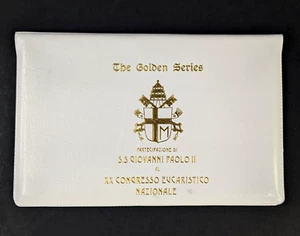 The Golden Series
M
PARTECIPAZIONE DI
S.S GIOVANNI PAOLO II
AL
XX CONGRESSO EUCARISTICO
NAZIONALE